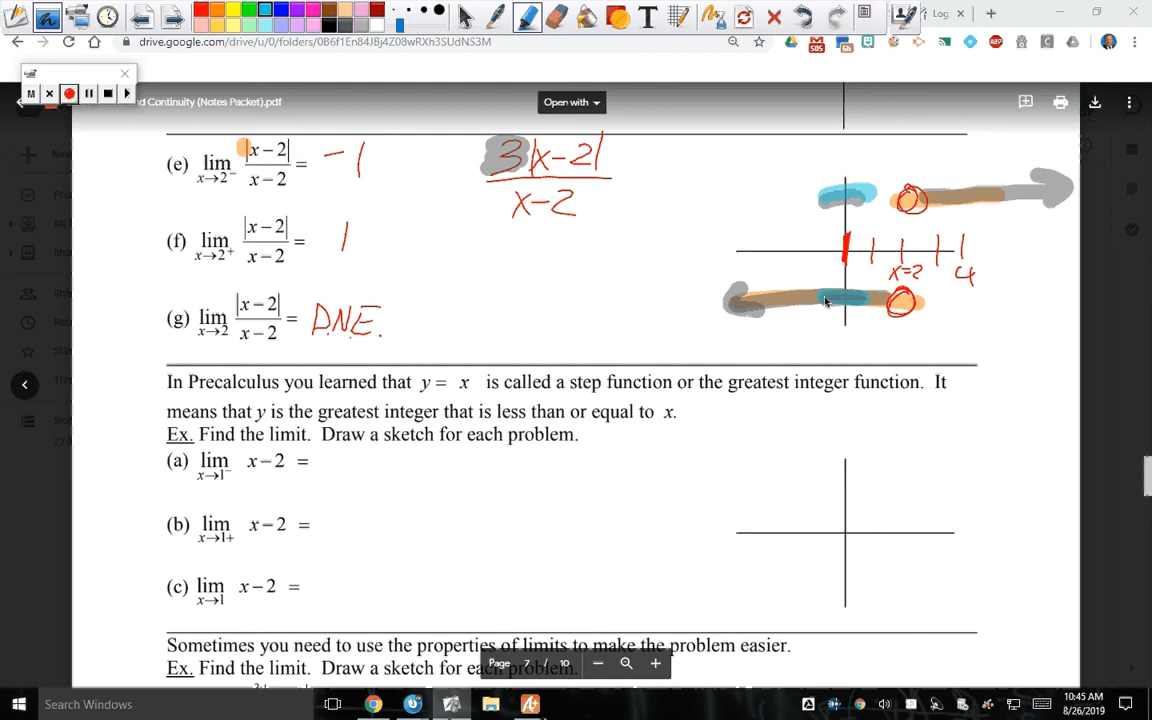 Log
drive.google.com/drive/u/0/folders/0B6f1En84JBj4Z08wRXh3SUdNS3M
M
nd Continuity (Notes Packet).pdf
Open with
(e) lim x→2⁻ |x−2| / x−2 = −1
3|x−2| / x−2
(f) lim x→2⁺ |x−2| / x−2 = 1
x=2
4
(g) lim x→2 |x−2| / x−2 = D.N.E.
In Precalculus you learned that y = x is called a step function or the greatest integer function. It
means that y is the greatest integer that is less than or equal to x.
Ex. Find the limit. Draw a sketch for each problem.
(a) lim x→1⁻ x−2 =
(b) lim x→1+ x−2 =
(c) lim x→1 x−2 =
Sometimes you need to use the properties of limits to make the problem easier.
Ex. Find the limit. Draw a sketch for each problem.
Page 7 / 10
Search Windows
10:45 AM
8/26/2019